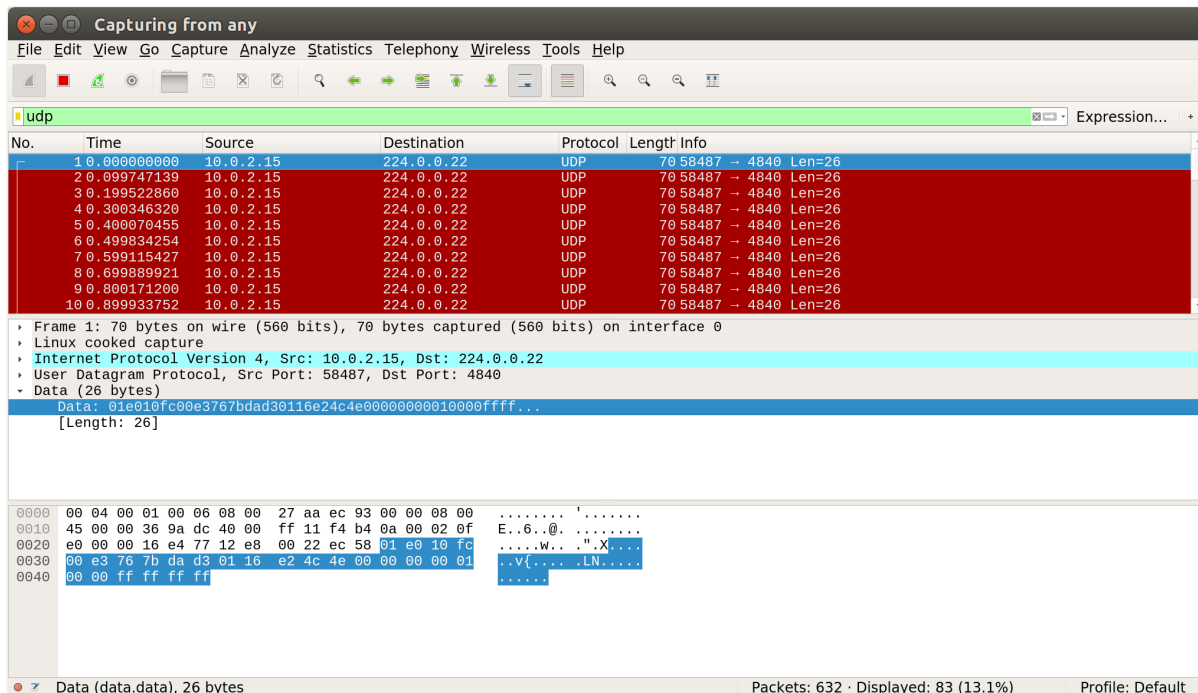 Capturing from any
File Edit View Go Capture Analyze Statistics Telephony Wireless Tools Help
udp Expression... +
No. Time Source Destination Protocol Length Info
1 0.000000000 10.0.2.15 224.0.0.22 UDP 70 58487 → 4840 Len=26
2 0.099747139 10.0.2.15 224.0.0.22 UDP 70 58487 → 4840 Len=26
3 0.199522860 10.0.2.15 224.0.0.22 UDP 70 58487 → 4840 Len=26
4 0.300346320 10.0.2.15 224.0.0.22 UDP 70 58487 → 4840 Len=26
5 0.400070455 10.0.2.15 224.0.0.22 UDP 70 58487 → 4840 Len=26
6 0.499834254 10.0.2.15 224.0.0.22 UDP 70 58487 → 4840 Len=26
7 0.599115427 10.0.2.15 224.0.0.22 UDP 70 58487 → 4840 Len=26
8 0.699889921 10.0.2.15 224.0.0.22 UDP 70 58487 → 4840 Len=26
9 0.800171200 10.0.2.15 224.0.0.22 UDP 70 58487 → 4840 Len=26
10 0.899933752 10.0.2.15 224.0.0.22 UDP 70 58487 → 4840 Len=26
Frame 1: 70 bytes on wire (560 bits), 70 bytes captured (560 bits) on interface 0
Linux cooked capture
Internet Protocol Version 4, Src: 10.0.2.15, Dst: 224.0.0.22
User Datagram Protocol, Src Port: 58487, Dst Port: 4840
Data (26 bytes)
Data: 01e010fc00e3767bdad30116e24c4e00000000010000ffff...
[Length: 26]
0000 00 04 00 01 00 06 08 00 27 aa ec 93 00 00 08 00 ........ '.......
0010 45 00 00 36 9a dc 40 00 ff 11 f4 b4 0a 00 02 0f E..6..@. ........
0020 e0 00 00 16 e4 77 12 e8 00 22 ec 58 01 e0 10 fc .....w.. .".X....
0030 00 e3 76 7b da d3 01 16 e2 4c 4e 00 00 00 00 01 ..v{.... .LN.....
0040 00 00 ff ff ff ff ......
Data (data.data), 26 bytes Packets: 632 · Displayed: 83 (13.1%) Profile: Default